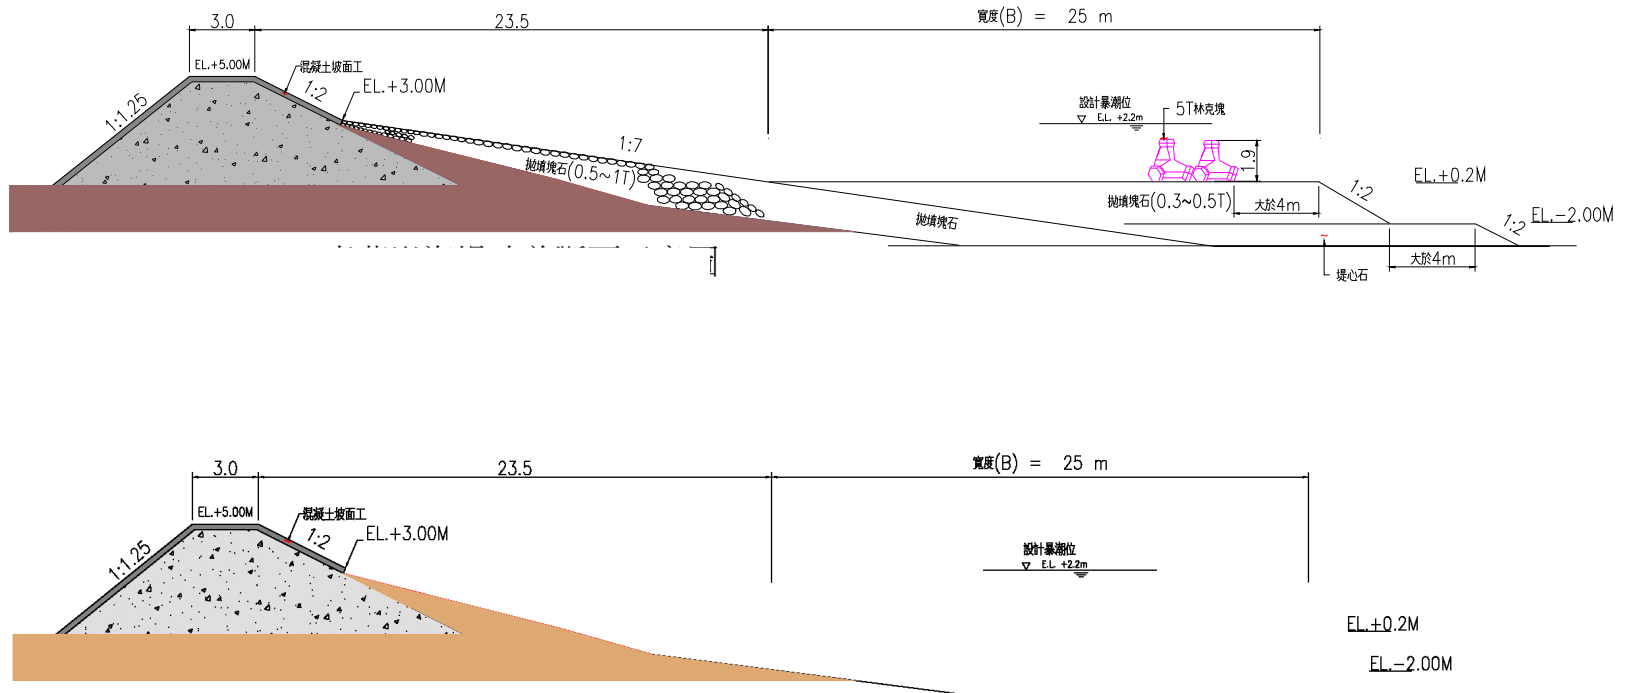 3.0
23.5
寬度(B) = 25 m
EL.+5.00M
混凝土坡面工
1:2
EL.+3.00M
1:1.25
設計暴潮位
E.L. +2.2m
5T林克塊
1:7
拋填塊石(0.5~1T)
1.9
EL.+0.2M
1:2
拋填塊石(0.3~0.5T)
大於4m
拋填塊石
EL.-2.00M
1:2
大於4m
堤心石
3.0
23.5
寬度(B) = 25 m
EL.+5.00M
混凝土坡面工
1:2
EL.+3.00M
1:1.25
設計暴潮位
E.L. +2.2m
EL.+0.2M
EL.-2.00M